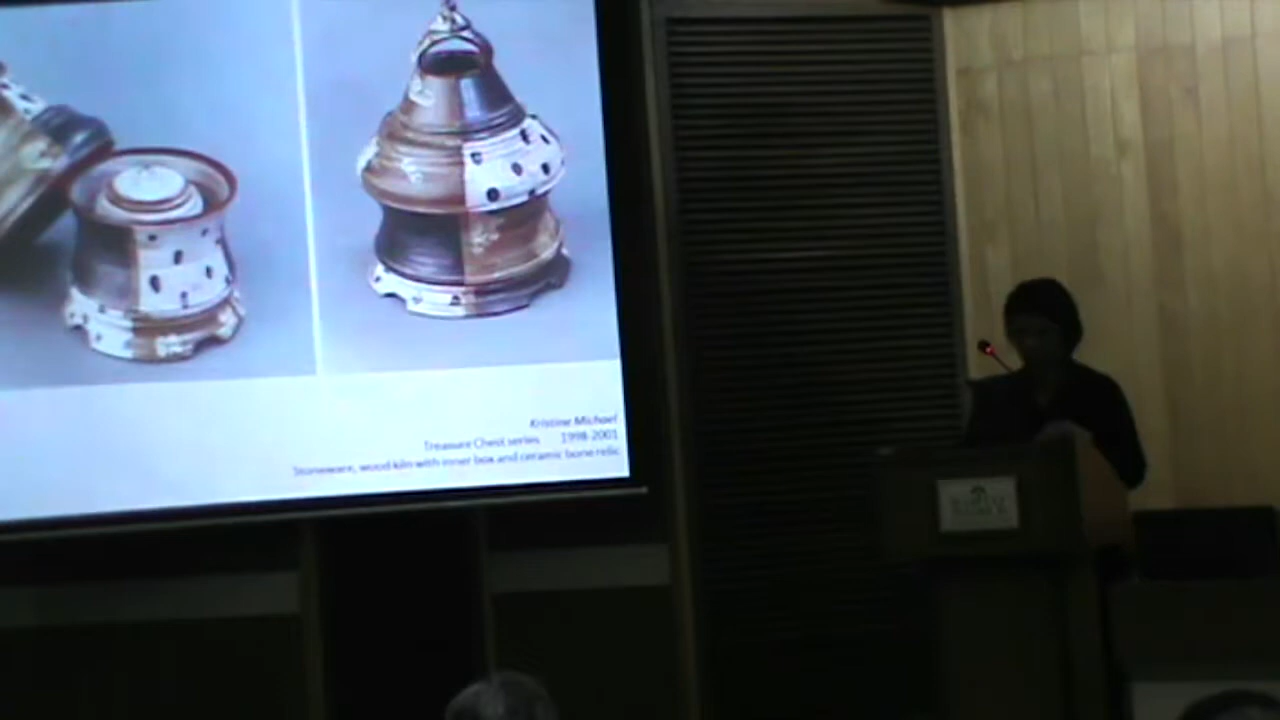 Kristine Michael
Treasure Chest series 1998-2001
Stoneware, wood kiln with inner box and ceramic bone relic